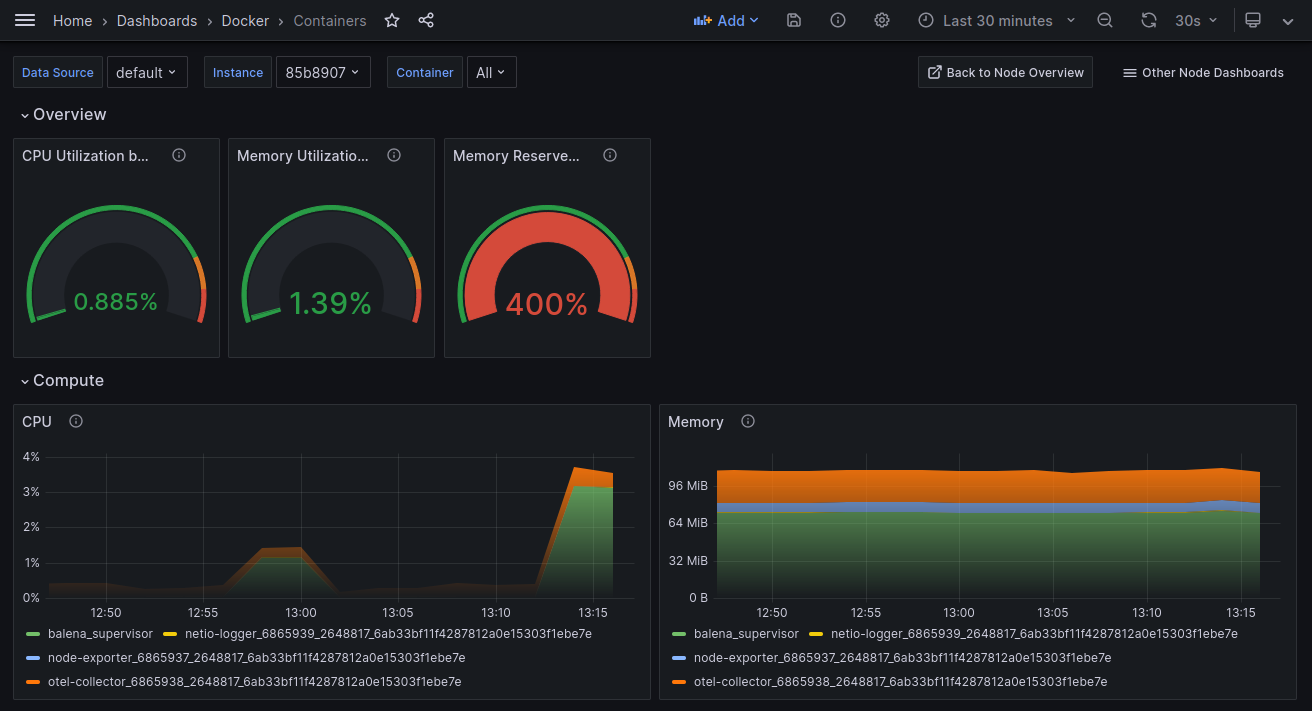 Home › Dashboards › Docker › Containers Add Last 30 minutes 30s
Data Source default Instance 85b8907 Container All Back to Node Overview Other Node Dashboards
Overview
CPU Utilization b... Memory Utilizatio... Memory Reserve...
0.885% 1.39% 400%
Compute
CPU
4%
3%
2%
1%
0%
12:50 12:55 13:00 13:05 13:10 13:15
balena_supervisor netio-logger_6865939_2648817_6ab33bf11f4287812a0e15303f1ebe7e
node-exporter_6865937_2648817_6ab33bf11f4287812a0e15303f1ebe7e
otel-collector_6865938_2648817_6ab33bf11f4287812a0e15303f1ebe7e
Memory
96 MiB
64 MiB
32 MiB
0 B
12:50 12:55 13:00 13:05 13:10 13:15
balena_supervisor netio-logger_6865939_2648817_6ab33bf11f4287812a0e15303f1ebe7e
node-exporter_6865937_2648817_6ab33bf11f4287812a0e15303f1ebe7e
otel-collector_6865938_2648817_6ab33bf11f4287812a0e15303f1ebe7e